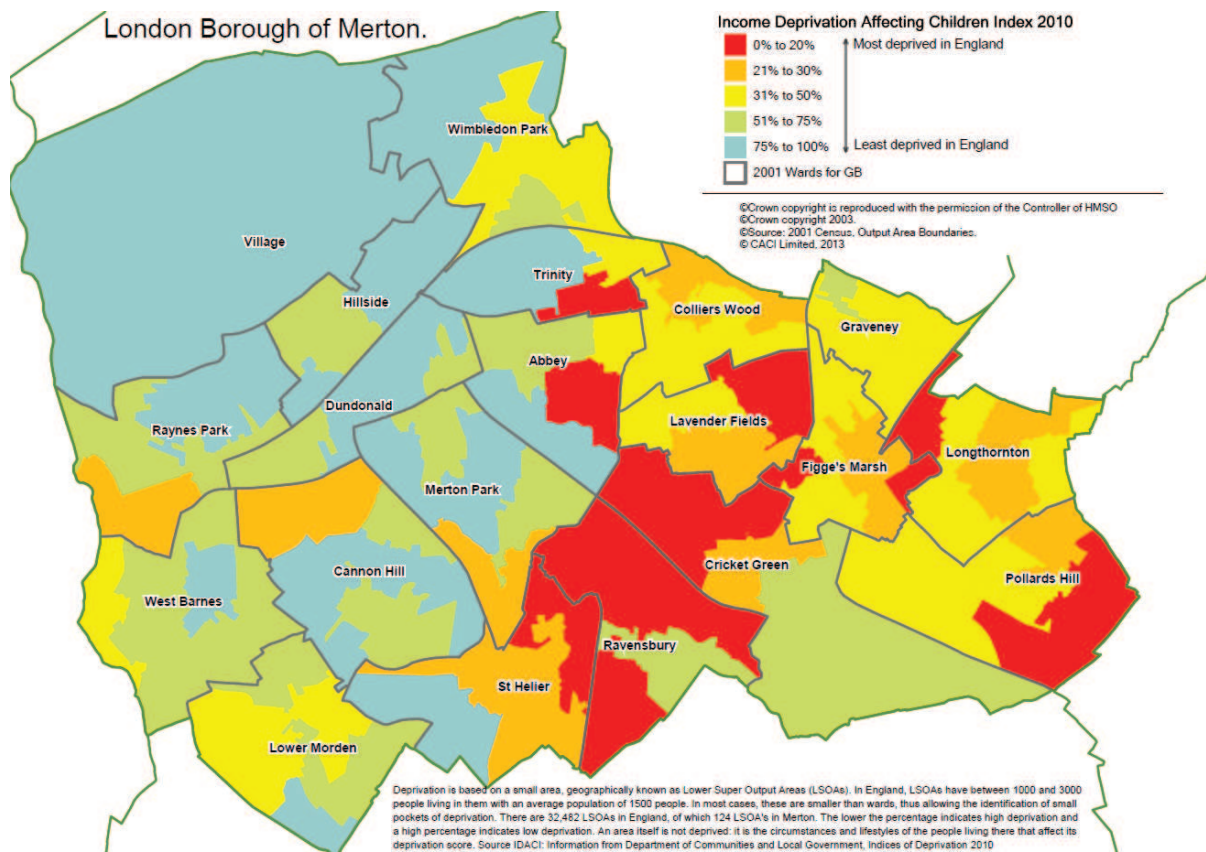 London Borough of Merton.
Income Deprivation Affecting Children Index 2010
0% to 20%
Most deprived in England
21% to 30%
31% to 50%
51% to 75%
75% to 100%
Least deprived in England
2001 Wards for GB
©Crown copyright is reproduced with the permission of the Controller of HMSO
©Crown copyright 2003.
©Source: 2001 Census, Output Area Boundaries.
© CACI Limited, 2013
Wimbledon Park
Village
Trinity
Hillside
Colliers Wood
Graveney
Abbey
Dundonald
Raynes Park
Lavender Fields
Longthornton
Figge's Marsh
Merton Park
Cricket Green
Cannon Hill
Pollards Hill
West Barnes
Ravensbury
St Helier
Lower Morden
Deprivation is based on a small area, geographically known as Lower Super Output Areas (LSOAs). In England, LSOAs have between 1000 and 3000
people living in them with an average population of 1500 people. In most cases, these are smaller than wards, thus allowing the identification of small
pockets of deprivation. There are 32,482 LSOAs in England, of which 124 LSOA's in Merton. The lower the percentage indicates high deprivation and
a high percentage indicates low deprivation. An area itself is not deprived: it is the circumstances and lifestyles of the people living there that affect its
deprivation score. Source IDACI: Information from Department of Communities and Local Government, Indices of Deprivation 2010